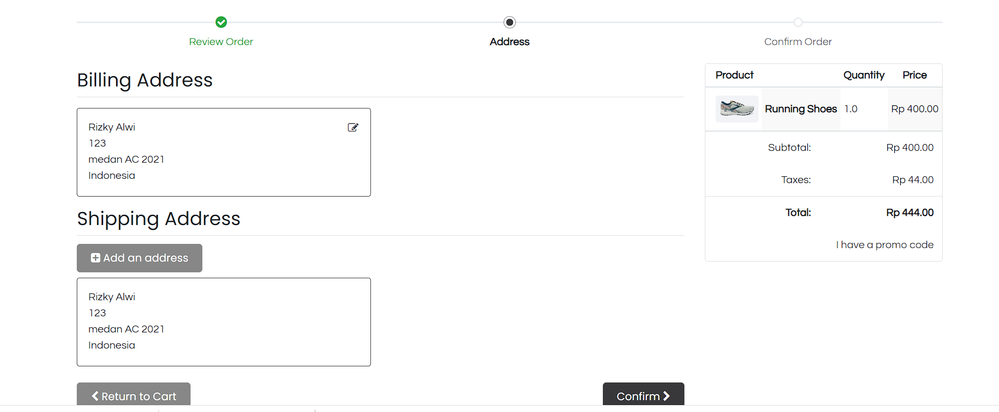 Review Order
Address
Confirm Order
Billing Address
Rizky Alwi
123
medan AC 2021
Indonesia
Shipping Address
Add an address
Rizky Alwi
123
medan AC 2021
Indonesia
Return to Cart
Confirm
Product Quantity Price
Running Shoes 1.0 Rp 400.00
Subtotal: Rp 400.00
Taxes: Rp 44.00
Total: Rp 444.00
I have a promo code